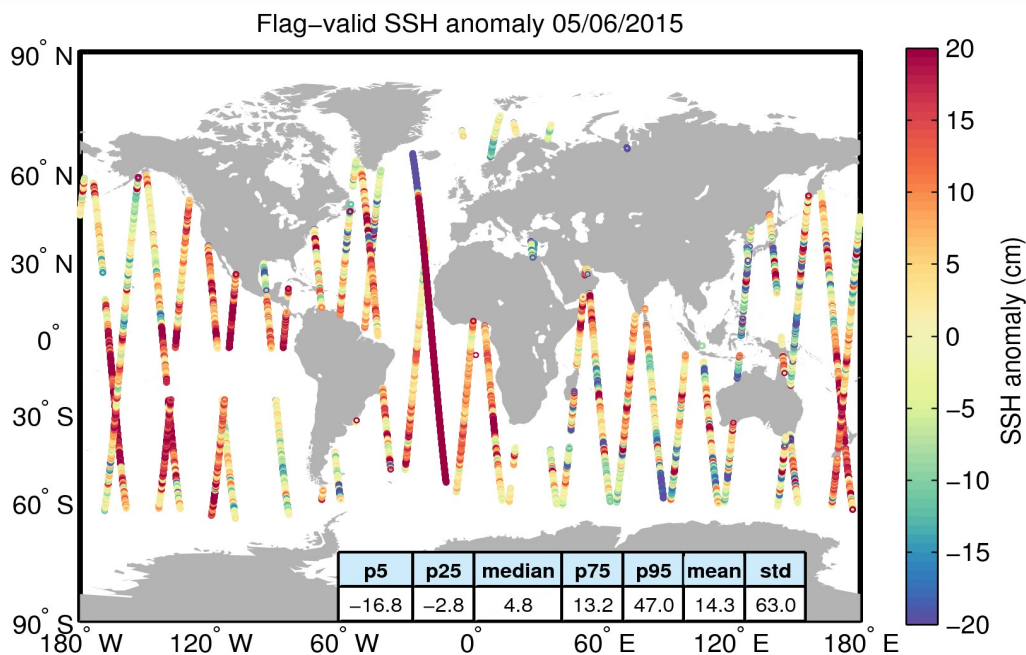 Flag−valid SSH anomaly 05/06/2015
90° N
60° N
30° N
0°
30° S
60° S
90° S
180° W
120° W
60° W
0°
60° E
120° E
180° E
p5 p25 median p75 p95 mean std
−16.8 −2.8 4.8 13.2 47.0 14.3 63.0
20
15
10
5
0
−5
−10
−15
−20
SSH anomaly (cm)